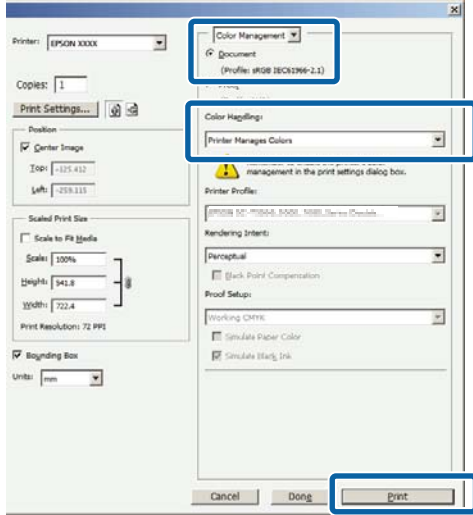 Printer: EPSON XXXX
Copies: 1
Print Settings...
Position
Center Image
Top: -125.412
Left: -259.115
Scaled Print Size
Scale to Fit Media
Scale: 100%
Height: 541.8
Width: 722.4
Print Resolution: 72 PPI
Bounding Box
Units: mm
Color Management
Document
(Profile: sRGB IEC61966-2.1)
Color Handling:
Printer Manages Colors
management in the print settings dialog box.
Printer Profile:
Rendering Intent:
Perceptual
Black Point Compensation
Proof Setup:
Working CMYK
Simulate Paper Color
Simulate Black Ink
Cancel
Done
Print